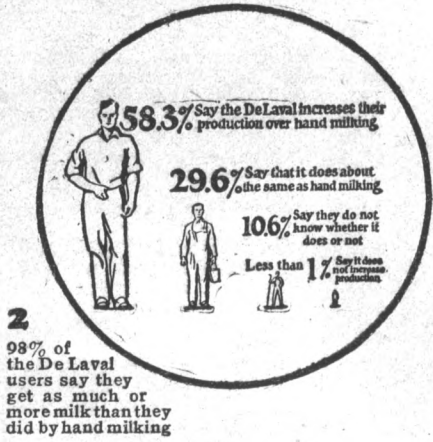 58.3% Say the De Laval increases their
production over hand milking
29.6% Say that it does about
the same as hand milking
10.6% Say they do not
know whether it
does or not
Less than 1% Say it does
not increase
production
2
98% of
the De Laval
users say they
get as much or
more milk than they
did by hand milking